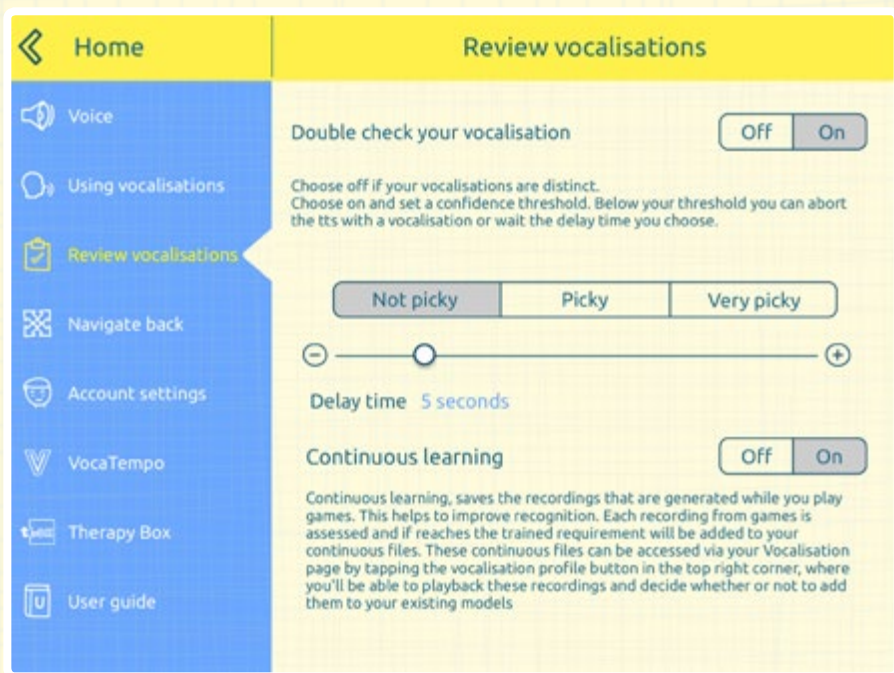 Home
Review vocalisations
Voice
Using vocalisations
Review vocalisations
Navigate back
Account settings
VocaTempo
Therapy Box
User guide
Double check your vocalisation
Off On
Choose off if your vocalisations are distinct.
Choose on and set a confidence threshold. Below your threshold you can abort
the tts with a vocalisation or wait the delay time you choose.
Not picky Picky Very picky
Delay time 5 seconds
Continuous learning
Off On
Continuous learning, saves the recordings that are generated while you play
games. This helps to improve recognition. Each recording from games is
assessed and if reaches the trained requirement will be added to your
continuous files. These continuous files can be accessed via your Vocalisation
page by tapping the vocalisation profile button in the top right corner, where
you'll be able to playback these recordings and decide whether or not to add
them to your existing models